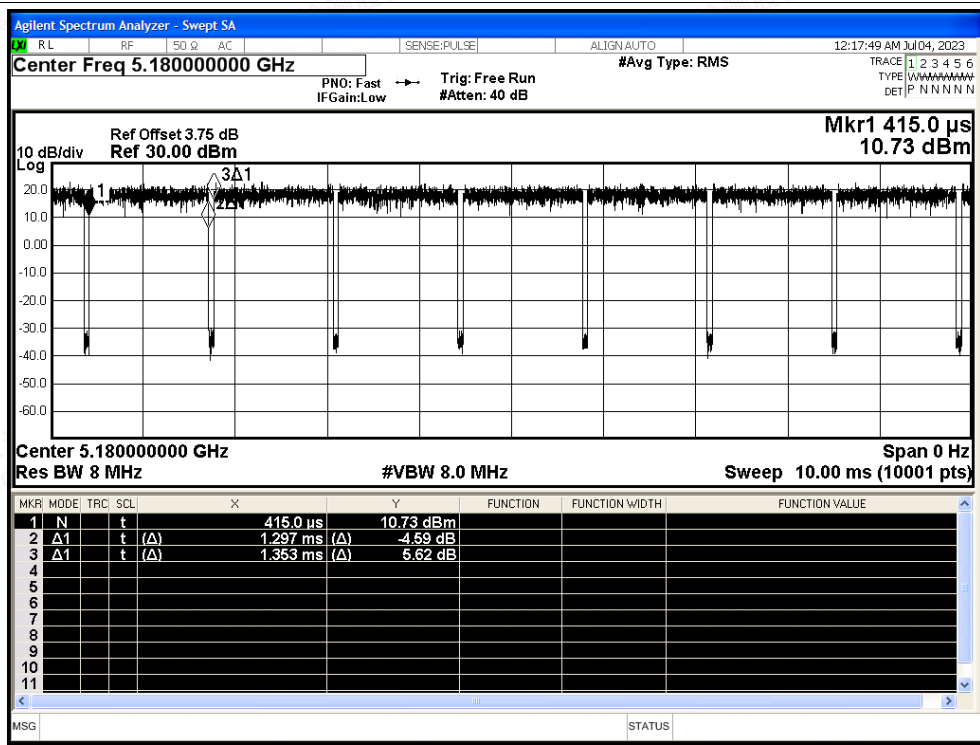 Agilent Spectrum Analyzer - Swept SA
LXI RL RF 50 Ω AC SENSE:PULSE ALIGN AUTO 12:17:49 AM Jul 04, 2023
Center Freq 5.180000000 GHz #Avg Type: RMS TRACE 1 2 3 4 5 6
PNO: Fast Trig: Free Run TYPE
IFGain:Low #Atten: 40 dB DET P N N N N N
Ref Offset 3.75 dB Mkr1 415.0 µs
10 dB/div Ref 30.00 dBm 10.73 dBm
Log
3Δ1
20.0
1
10.0
0.00
-10.0
-20.0
-30.0
-40.0
-50.0
-60.0
Center 5.180000000 GHz Span 0 Hz
Res BW 8 MHz #VBW 8.0 MHz Sweep 10.00 ms (10001 pts)
MKR MODE TRC SCL X Y FUNCTION FUNCTION WIDTH FUNCTION VALUE
1 N t 415.0 µs 10.73 dBm
2 Δ1 t (Δ) 1.297 ms (Δ) -4.59 dB
3 Δ1 t (Δ) 1.353 ms (Δ) 5.62 dB
4
5
6
7
8
9
10
11
MSG STATUS